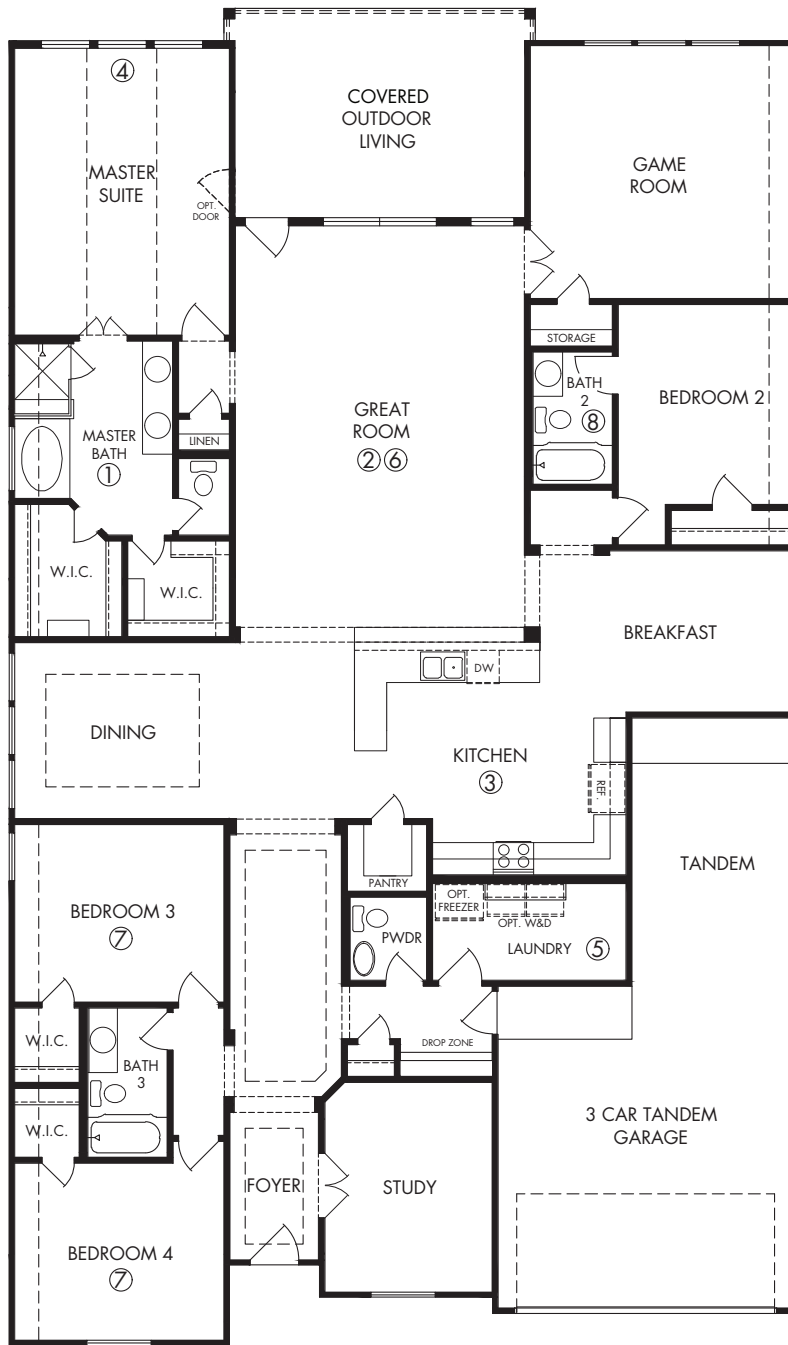 ④
COVERED
OUTDOOR
LIVING
MASTER
SUITE
GAME
ROOM
OPT.
DOOR
STORAGE
BATH
2
⑧
BEDROOM 2
GREAT
ROOM
②⑥
MASTER
BATH
①
LINEN
W.I.C.
W.I.C.
BREAKFAST
DW
DINING
KITCHEN
③
REF.
TANDEM
PANTRY
OPT.
FREEZER
OPT. W&D
LAUNDRY ⑤
BEDROOM 3
⑦
PWDR
W.I.C.
BATH
3
DROP ZONE
W.I.C.
3 CAR TANDEM
GARAGE
FOYER
STUDY
BEDROOM 4
⑦